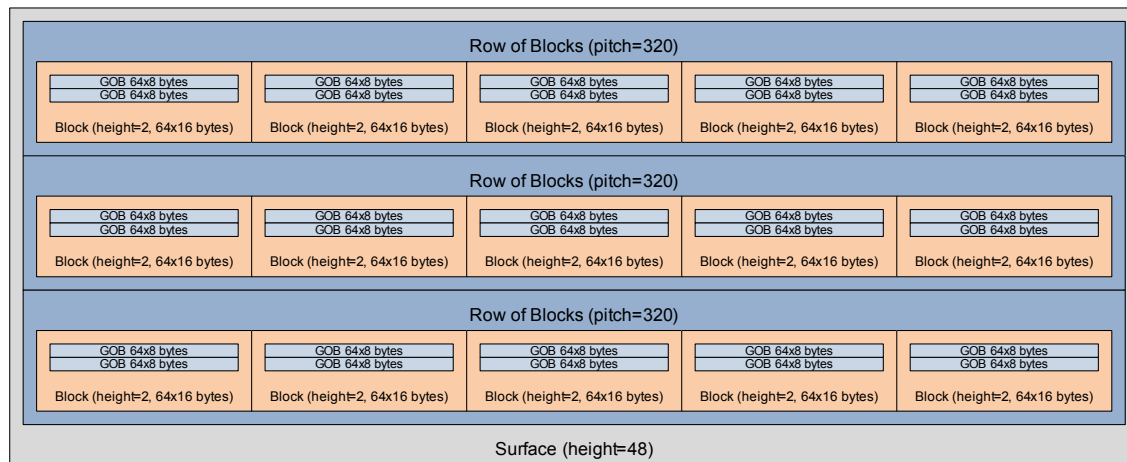 Row of Blocks (pitch=320)
GOB 64x8 bytes GOB 64x8 bytes GOB 64x8 bytes GOB 64x8 bytes GOB 64x8 bytes
GOB 64x8 bytes GOB 64x8 bytes GOB 64x8 bytes GOB 64x8 bytes GOB 64x8 bytes
Block (height=2, 64x16 bytes) Block (height=2, 64x16 bytes) Block (height=2, 64x16 bytes) Block (height=2, 64x16 bytes) Block (height=2, 64x16 bytes)
Row of Blocks (pitch=320)
GOB 64x8 bytes GOB 64x8 bytes GOB 64x8 bytes GOB 64x8 bytes GOB 64x8 bytes
GOB 64x8 bytes GOB 64x8 bytes GOB 64x8 bytes GOB 64x8 bytes GOB 64x8 bytes
Block (height=2, 64x16 bytes) Block (height=2, 64x16 bytes) Block (height=2, 64x16 bytes) Block (height=2, 64x16 bytes) Block (height=2, 64x16 bytes)
Row of Blocks (pitch=320)
GOB 64x8 bytes GOB 64x8 bytes GOB 64x8 bytes GOB 64x8 bytes GOB 64x8 bytes
GOB 64x8 bytes GOB 64x8 bytes GOB 64x8 bytes GOB 64x8 bytes GOB 64x8 bytes
Block (height=2, 64x16 bytes) Block (height=2, 64x16 bytes) Block (height=2, 64x16 bytes) Block (height=2, 64x16 bytes) Block (height=2, 64x16 bytes)
Surface (height=48)